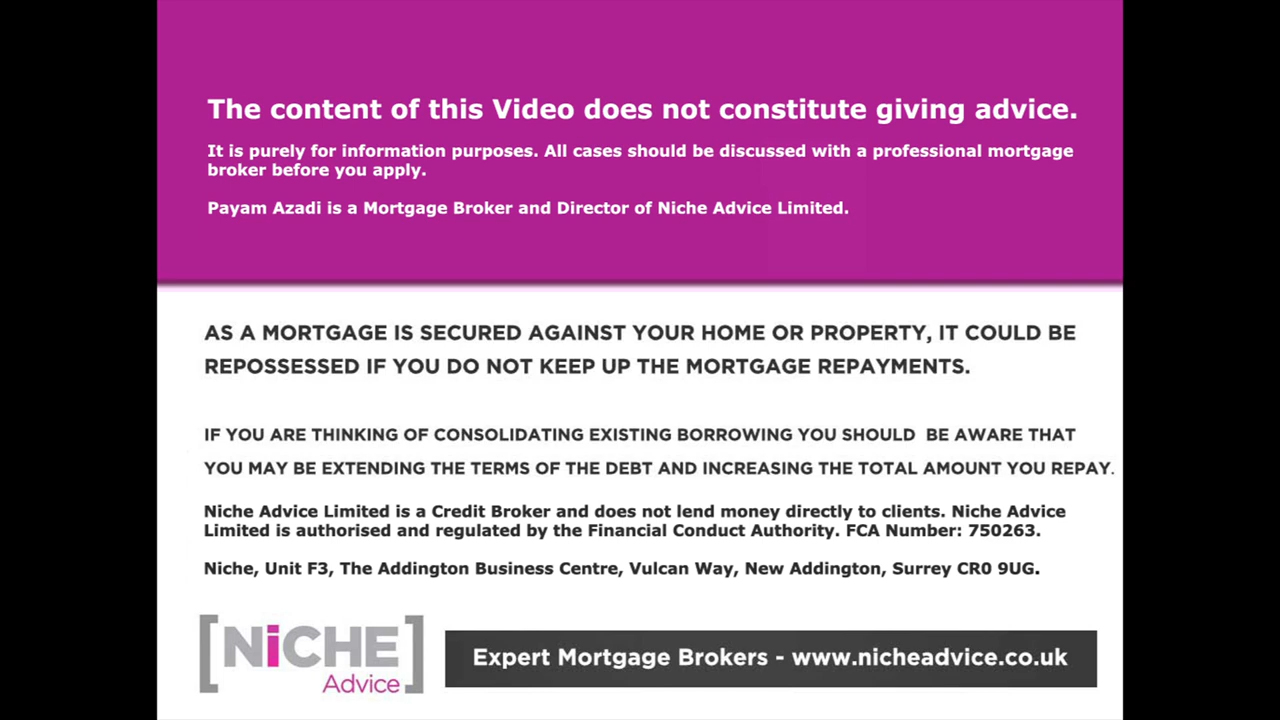 The content of this Video does not constitute giving advice.
It is purely for information purposes. All cases should be discussed with a professional mortgage
broker before you apply.
Payam Azadi is a Mortgage Broker and Director of Niche Advice Limited.
AS A MORTGAGE IS SECURED AGAINST YOUR HOME OR PROPERTY, IT COULD BE
REPOSSESSED IF YOU DO NOT KEEP UP THE MORTGAGE REPAYMENTS.
IF YOU ARE THINKING OF CONSOLIDATING EXISTING BORROWING YOU SHOULD  BE AWARE THAT
YOU MAY BE EXTENDING THE TERMS OF THE DEBT AND INCREASING THE TOTAL AMOUNT YOU REPAY.
Niche Advice Limited is a Credit Broker and does not lend money directly to clients. Niche Advice
Limited is authorised and regulated by the Financial Conduct Authority. FCA Number: 750263.
Niche, Unit F3, The Addington Business Centre, Vulcan Way, New Addington, Surrey CR0 9UG.
[NiCHE
Advice]
Expert Mortgage Brokers - www.nicheadvice.co.uk